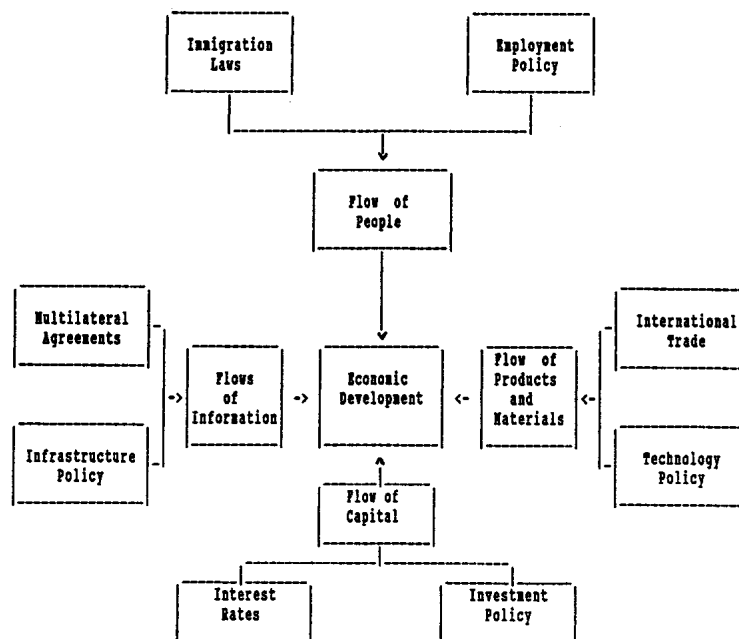 Immigration
Laws
Employment
Policy
Flow of
People
Multilateral
Agreements
International
Trade
Flows
of
Information
Economic
Development
Flow of
Products
and
Materials
Infrastructure
Policy
Technology
Policy
Flow of
Capital
Interest
Rates
Investment
Policy